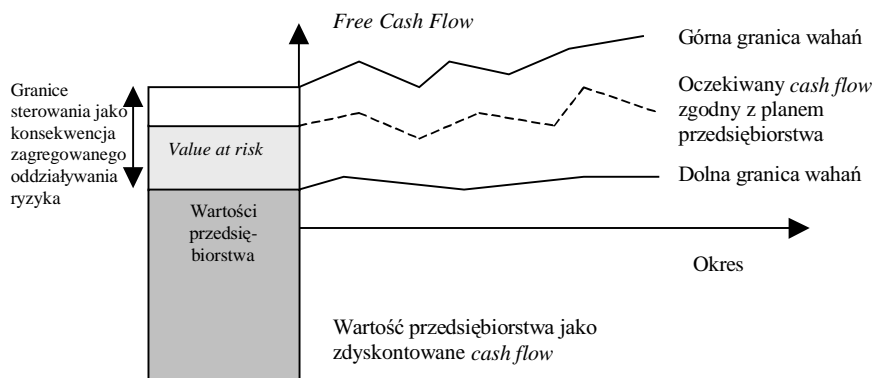 Free Cash Flow
Górna granica wahań
Granice
sterowania jako
konsekwencja
zagregowanego
oddziaływania
ryzyka
Oczekiwany cash flow
zgodny z planem
przedsiębiorstwa
Value at risk
Dolna granica wahań
Wartości
przedsię-
biorstwa
Okres
Wartość przedsiębiorstwa jako
zdyskontowane cash flow